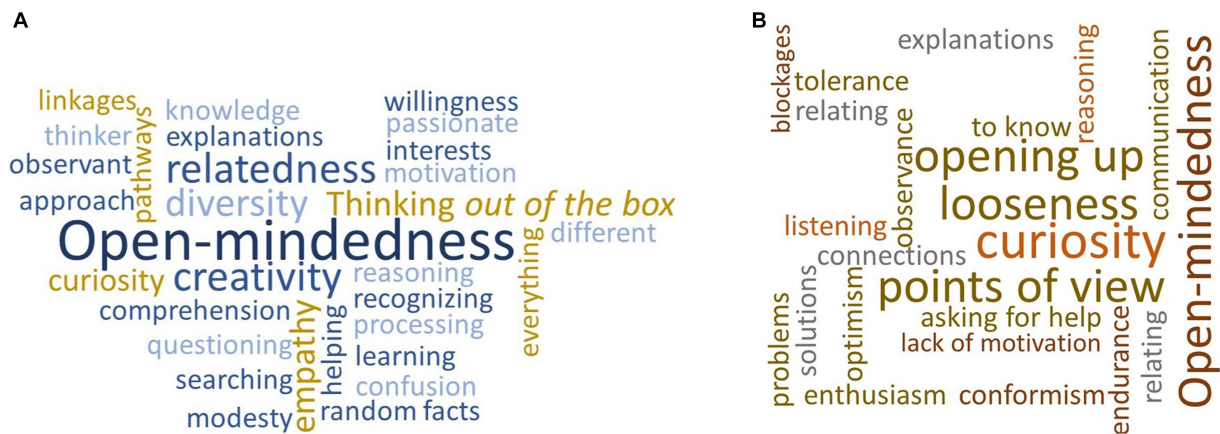 A
linkages
pathways
knowledge
willingness
thinker
explanations
passionate
observant
relatedness
interests
motivation
approach
diversity
Thinking out of the box
Open-mindedness
everything
different
curiosity
creativity
reasoning
comprehension
recognizing
empathy
helping
processing
questioning
learning
searching
confusion
modesty
random facts
B
blockages
explanations
reasoning
communication
Open-mindedness
tolerance
relating
observance
to know
opening up
looseness
listening
curiosity
connections
problems
solutions
optimism
points of view
asking for help
endurance
relating
lack of motivation
enthusiasm
conformism